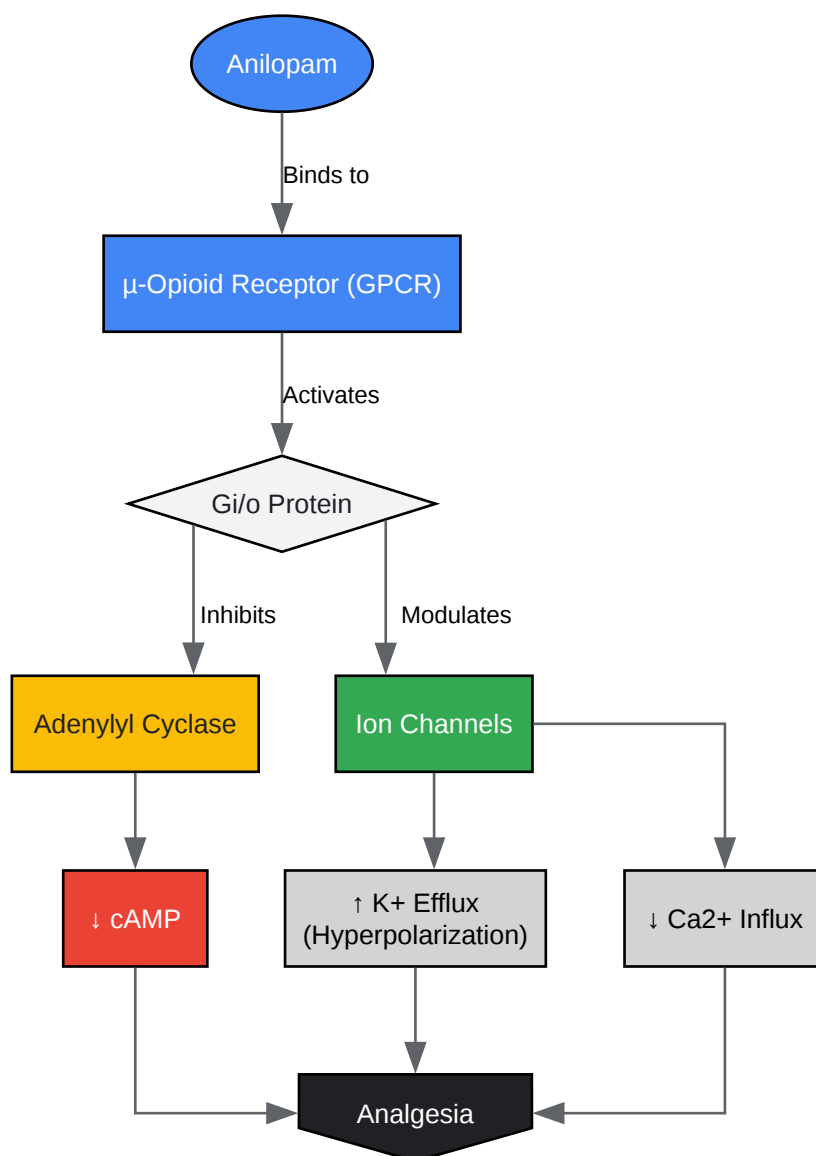 Anilopam
Binds to
µ-Opioid Receptor (GPCR)
Activates
Gi/o Protein
Inhibits
Modulates
Adenylyl Cyclase
Ion Channels
↓ cAMP
↑ K+ Efflux
(Hyperpolarization)
↓ Ca2+ Influx
Analgesia